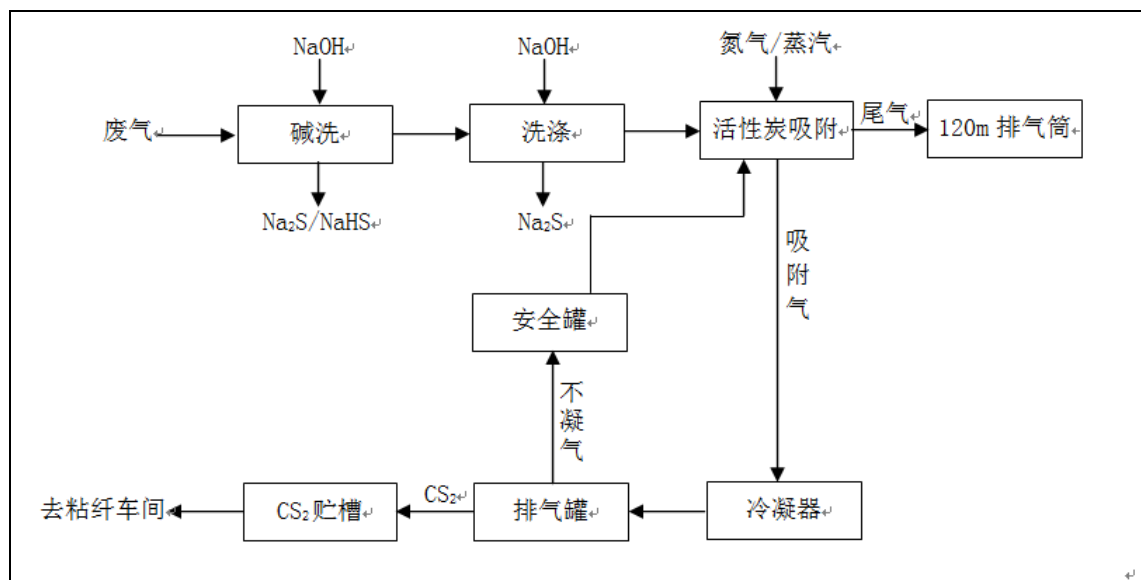 NaOH
NaOH
氮气/蒸汽
废气
碱洗
洗涤
活性炭吸附
尾气
120m 排气筒
Na₂S/NaHS
Na₂S
吸附气
安全罐
不凝气
去粘纤车间
CS₂贮槽
CS₂
排气罐
冷凝器